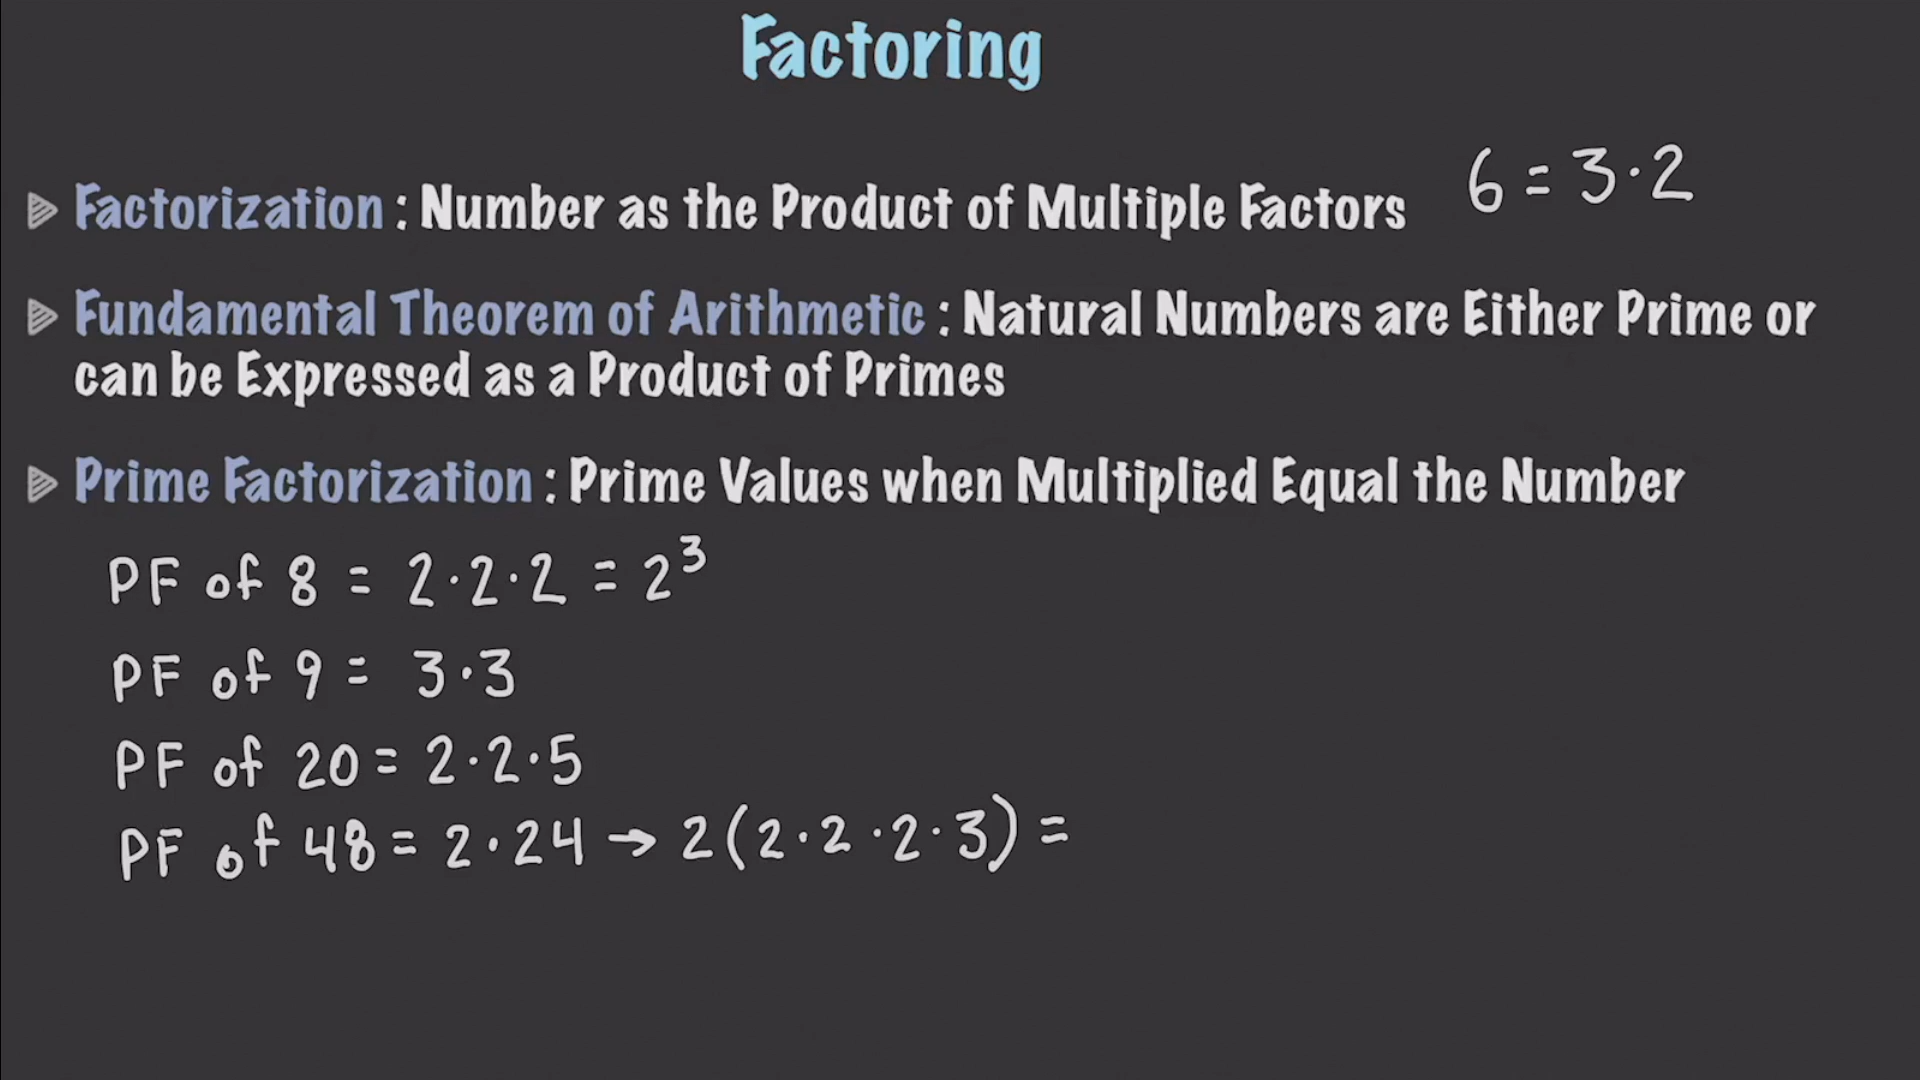 Factoring
Factorization : Number as the Product of Multiple Factors
6 = 3·2
Fundamental Theorem of Arithmetic : Natural Numbers are Either Prime or
can be Expressed as a Product of Primes
Prime Factorization : Prime Values when Multiplied Equal the Number
PF of 8 = 2·2·2 = 2³
PF of 9 = 3·3
PF of 20 = 2·2·5
PF of 48 = 2·24 → 2(2·2·2·3) =